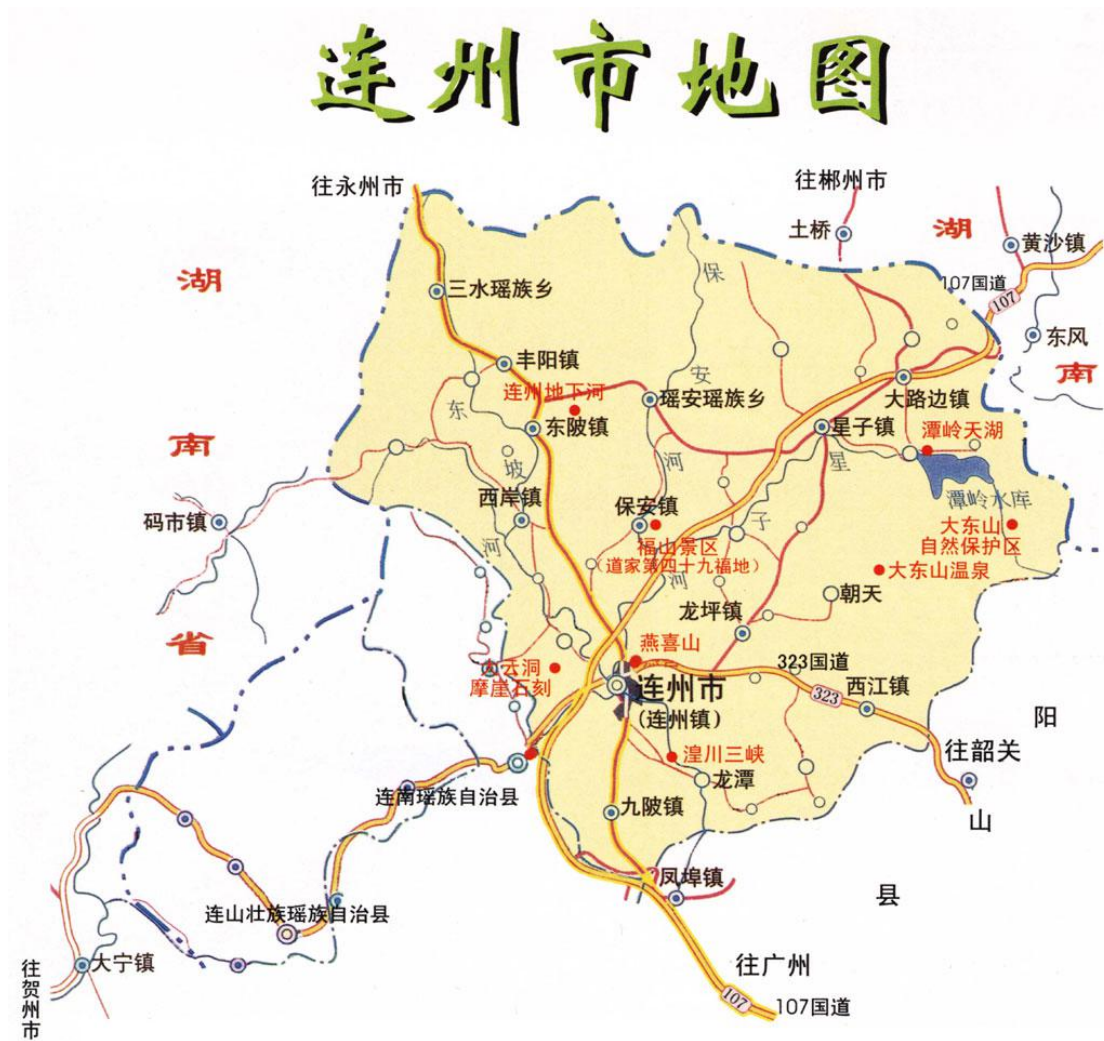 连州市地图
往永州市
往郴州市
土桥
湖
黄沙镇
湖
保
三水瑶族乡
107国道
107
东风
丰阳镇
安
南
连州地下河
瑶安瑶族乡
大路边镇
东
东陂镇
星子镇
潭岭天湖
南
坡
河
星
西岸镇
潭岭水库
码市镇
保安镇
子
大东山
自然保护区
河
福山景区
(道家第四十九福地)
河
大东山温泉
朝天
龙坪镇
省
燕喜山
大云洞
摩崖石刻
323国道
连州市
(连州镇)
323
西江镇
阳
湟川三峡
往韶关
龙潭
连南瑶族自治县
九陂镇
山
凤埠镇
县
连山壮族瑶族自治县
大宁镇
往广州
往贺州市
107
107国道